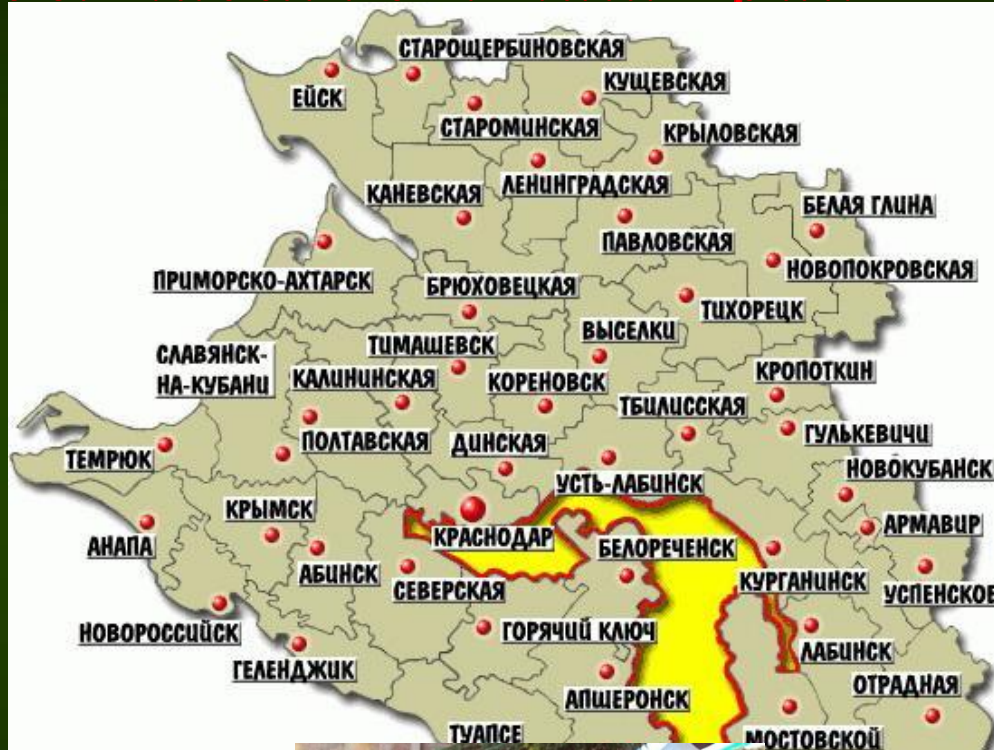 СТАРОЩЕРБИНОВСКАЯ
ЕЙСК
КУЩЕВСКАЯ
СТАРОМИНСКАЯ
КРЫЛОВСКАЯ
КАНЕВСКАЯ
ЛЕНИНГРАДСКАЯ
БЕЛАЯ ГЛИНА
ПАВЛОВСКАЯ
НОВОПОКРОВСКАЯ
ПРИМОРСКО-АХТАРСК
БРЮХОВЕЦКАЯ
ТИХОРЕЦК
ВЫСЕЛКИ
ТИМАШЕВСК
СЛАВЯНСК-
НА-КУБАНИ
КАЛИНИНСКАЯ
КОРЕНОВСК
КРОПОТКИН
ТБИЛИССКАЯ
ПОЛТАВСКАЯ
ДИНСКАЯ
ГУЛЬКЕВИЧИ
ТЕМРЮК
НОВОКУБАНСК
УСТЬ-ЛАБИНСК
КРЫМСК
АРМАВИР
КРАСНОДАР
АНАПА
БЕЛОРЕЧЕНСК
АБИНСК
СЕВЕРСКАЯ
КУРГАНИНСК
УСПЕНСКОЕ
НОВОРОССИЙСК
ГОРЯЧИЙ КЛЮЧ
ЛАБИНСК
ГЕЛЕНДЖИК
АПШЕРОНСК
ОТРАДНАЯ
ТУАПСЕ
МОСТОВСКОЙ